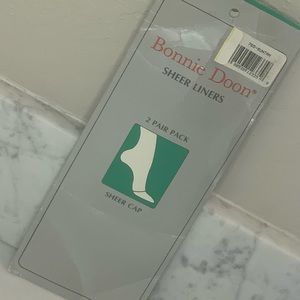 Bonnie Doon®
SHEER LINERS
2 PAIR PACK
SHEER CAP